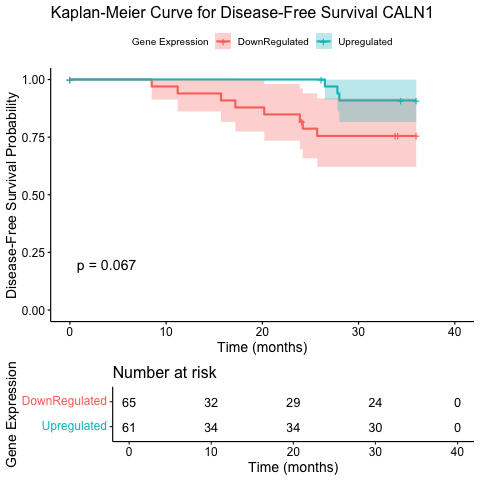 Kaplan-Meier Curve for Disease-Free Survival CALN1
Gene Expression DownRegulated Upregulated
Disease-Free Survival Probability
1.00
0.75
0.50
0.25
0.00
p = 0.067
0 10 20 30 40
Time (months)
Number at risk
Gene Expression
DownRegulated 65 32 29 24 0
Upregulated 61 34 34 30 0
0 10 20 30 40
Time (months)